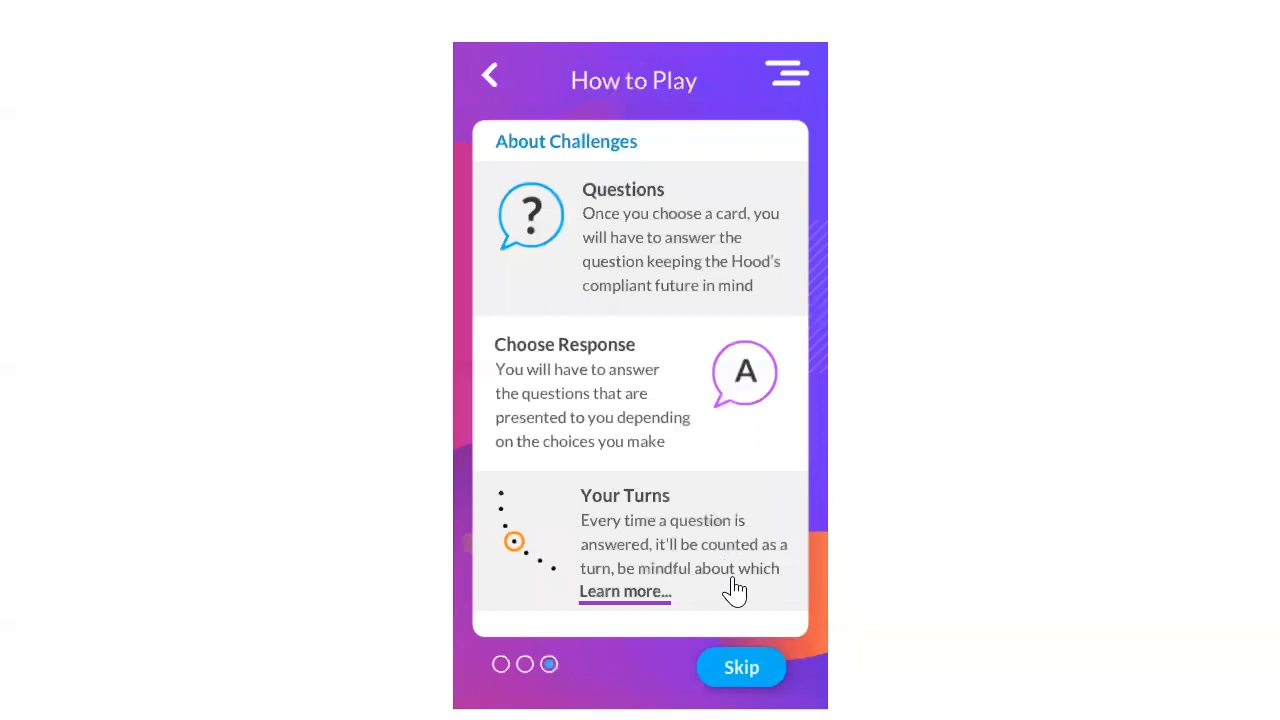 How to Play
About Challenges
?
Questions
Once you choose a card, you
will have to answer the
question keeping the Hood's
compliant future in mind
Choose Response
You will have to answer
the questions that are
presented to you depending
on the choices you make
A
Your Turns
Every time a question is
answered, it'll be counted as a
turn, be mindful about which
Learn more...
Skip